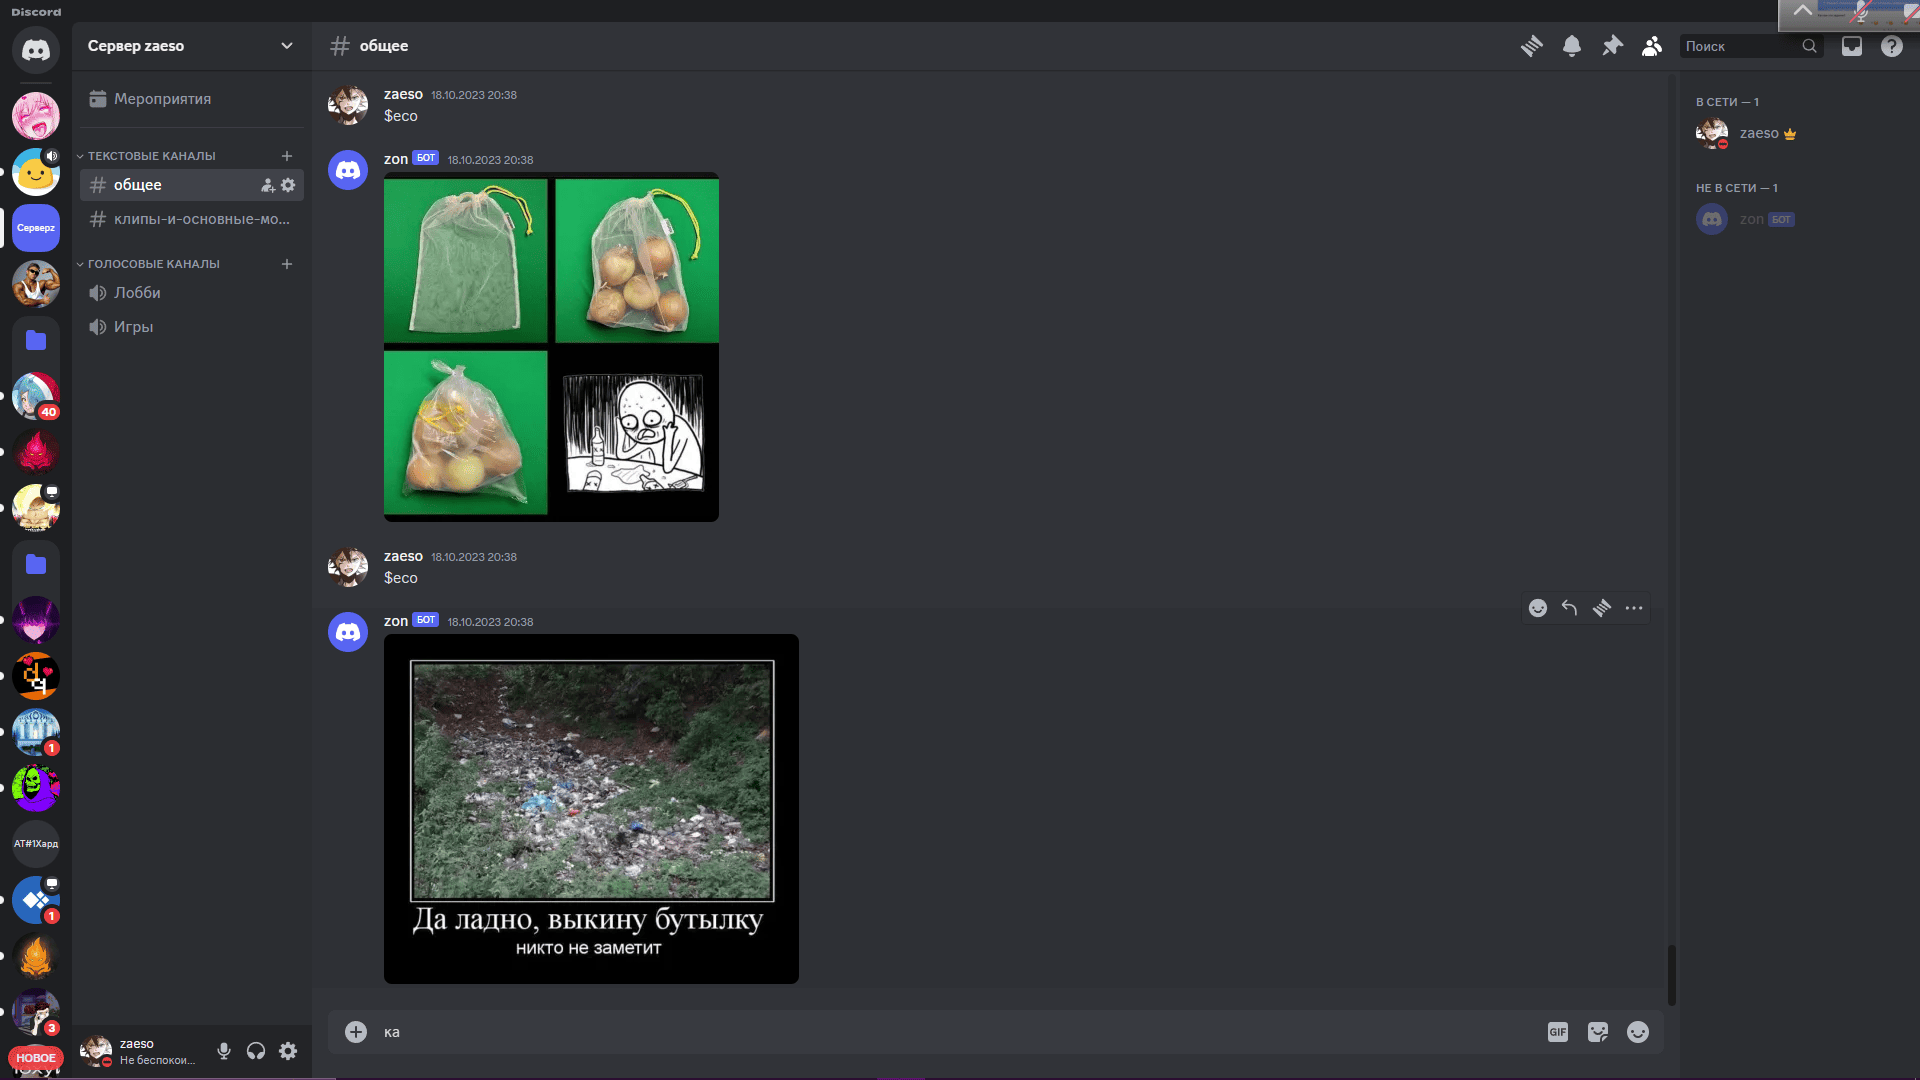 Discord
Сервер zaeso
общее
Поиск
Мероприятия
ТЕКСТОВЫЕ КАНАЛЫ
общее
клипы-и-основные-мо...
ГОЛОСОВЫЕ КАНАЛЫ
Лобби
Игры
Серверz
40
1
АТ#1Хард
1
3
НОВОЕ
zaeso
Не беспокои...
zaeso 18.10.2023 20:38
$eco
zon БОТ 18.10.2023 20:38
zaeso 18.10.2023 20:38
$eco
zon БОТ 18.10.2023 20:38
Да ладно, выкину бутылку
никто не заметит
ка
GIF
В СЕТИ — 1
zaeso
НЕ В СЕТИ — 1
zon БОТ